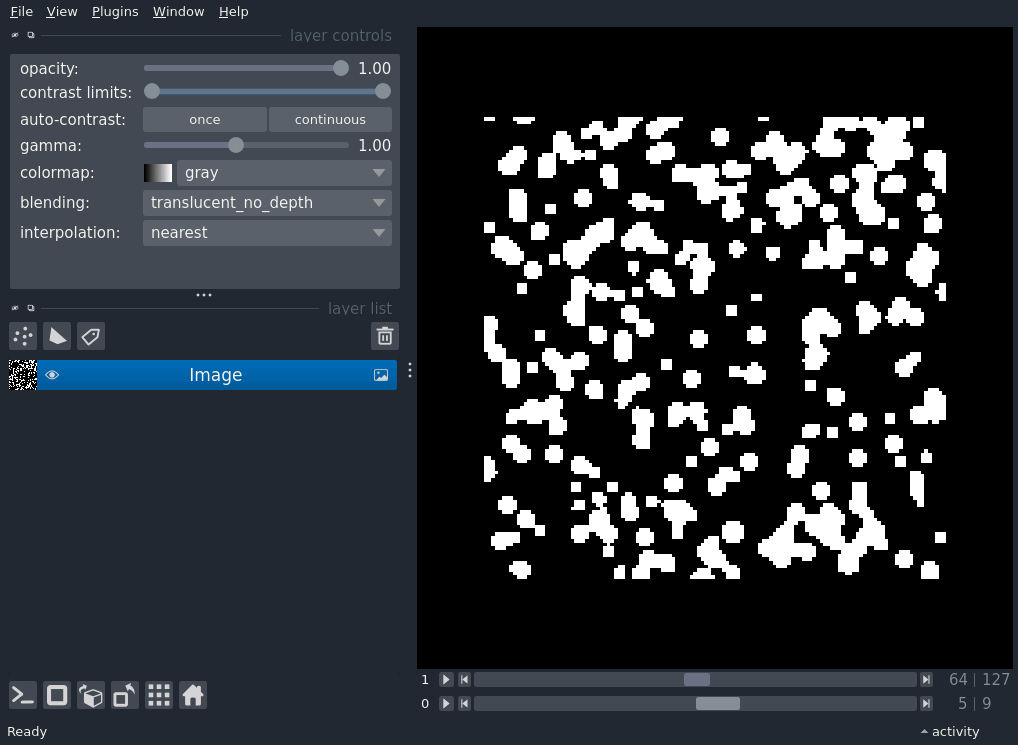 File View Plugins Window Help
layer controls
opacity: 1.00
contrast limits:
auto-contrast: once continuous
gamma: 1.00
colormap: gray
blending: translucent_no_depth
interpolation: nearest
layer list
Image
1 64 | 127
0 5 | 9
Ready activity